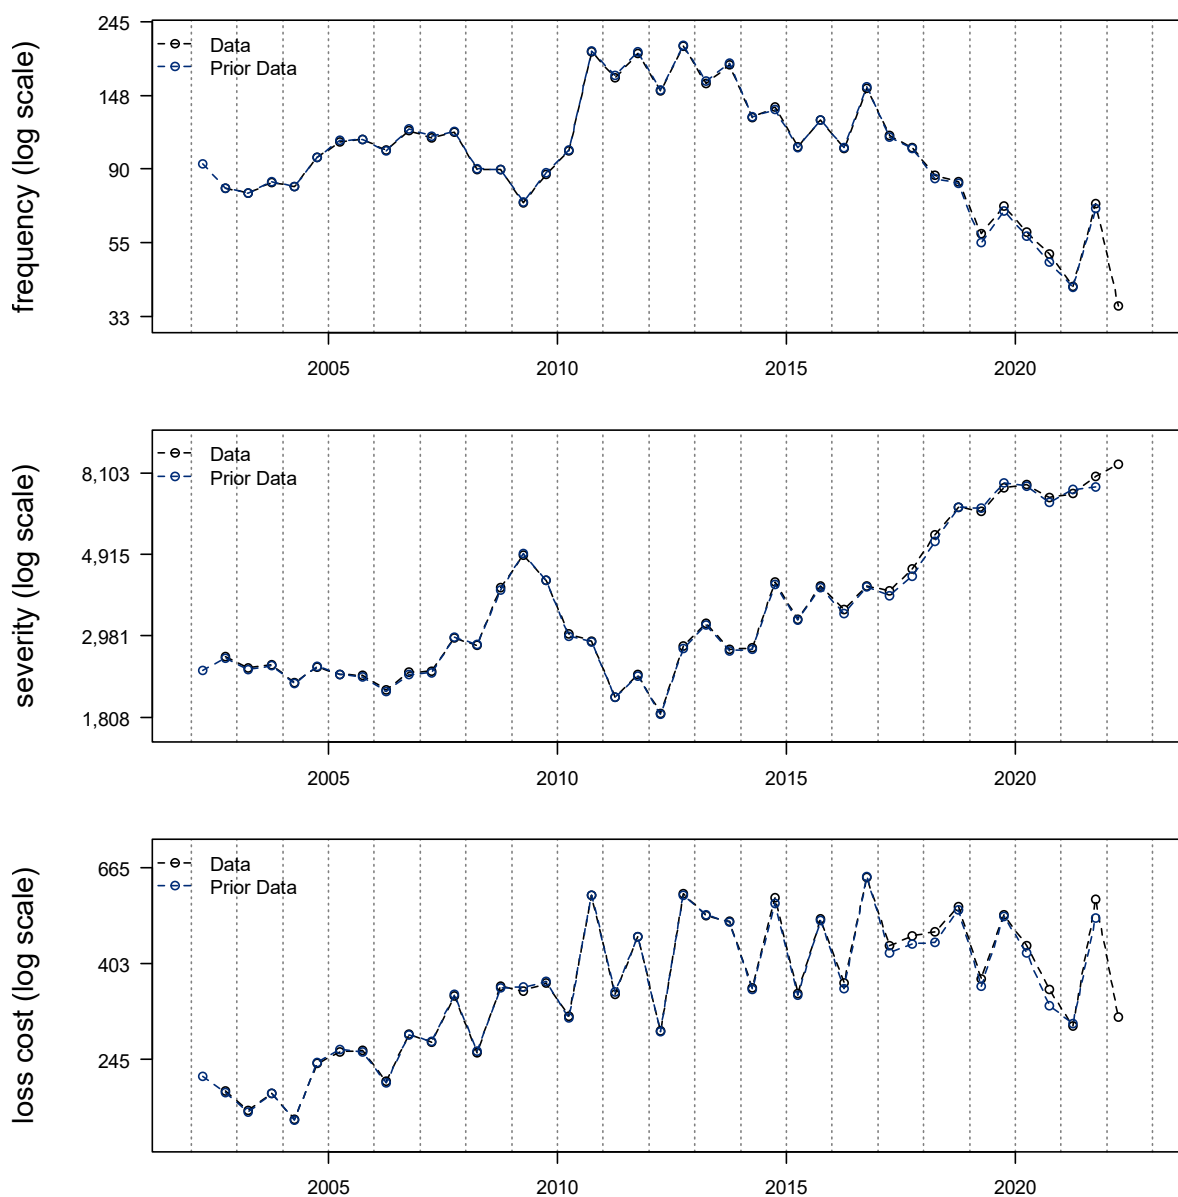 frequency (log scale)
245
148
90
55
33
Data
Prior Data
2005
2010
2015
2020
severity (log scale)
8,103
4,915
2,981
1,808
Data
Prior Data
2005
2010
2015
2020
loss cost (log scale)
665
403
245
Data
Prior Data
2005
2010
2015
2020